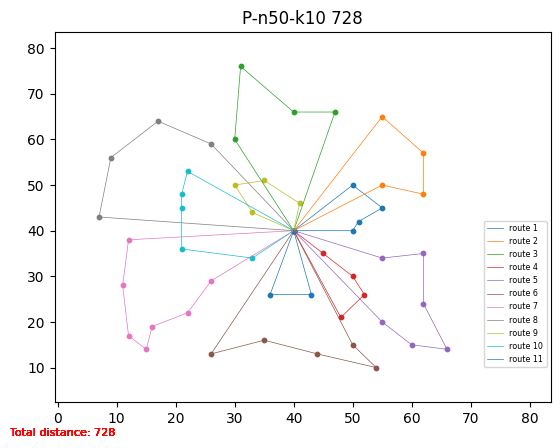 P-n50-k10 728
80
70
60
50
40
30
20
10
0 10 20 30 40 50 60 70 80
route 1
route 2
route 3
route 4
route 5
route 6
route 7
route 8
route 9
route 10
route 11
Total distance: